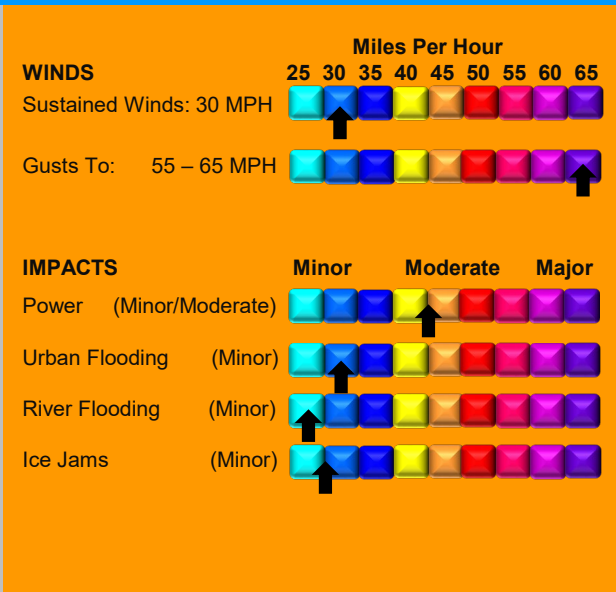 Miles Per Hour
WINDS 25 30 35 40 45 50 55 60 65
Sustained Winds: 30 MPH
Gusts To: 55 – 65 MPH
IMPACTS Minor Moderate Major
Power (Minor/Moderate)
Urban Flooding (Minor)
River Flooding (Minor)
Ice Jams (Minor)